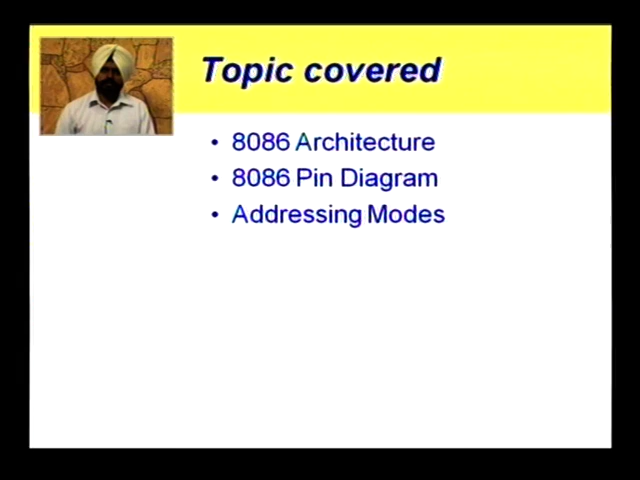 Topic covered
• 8086 Architecture
• 8086 Pin Diagram
• Addressing Modes